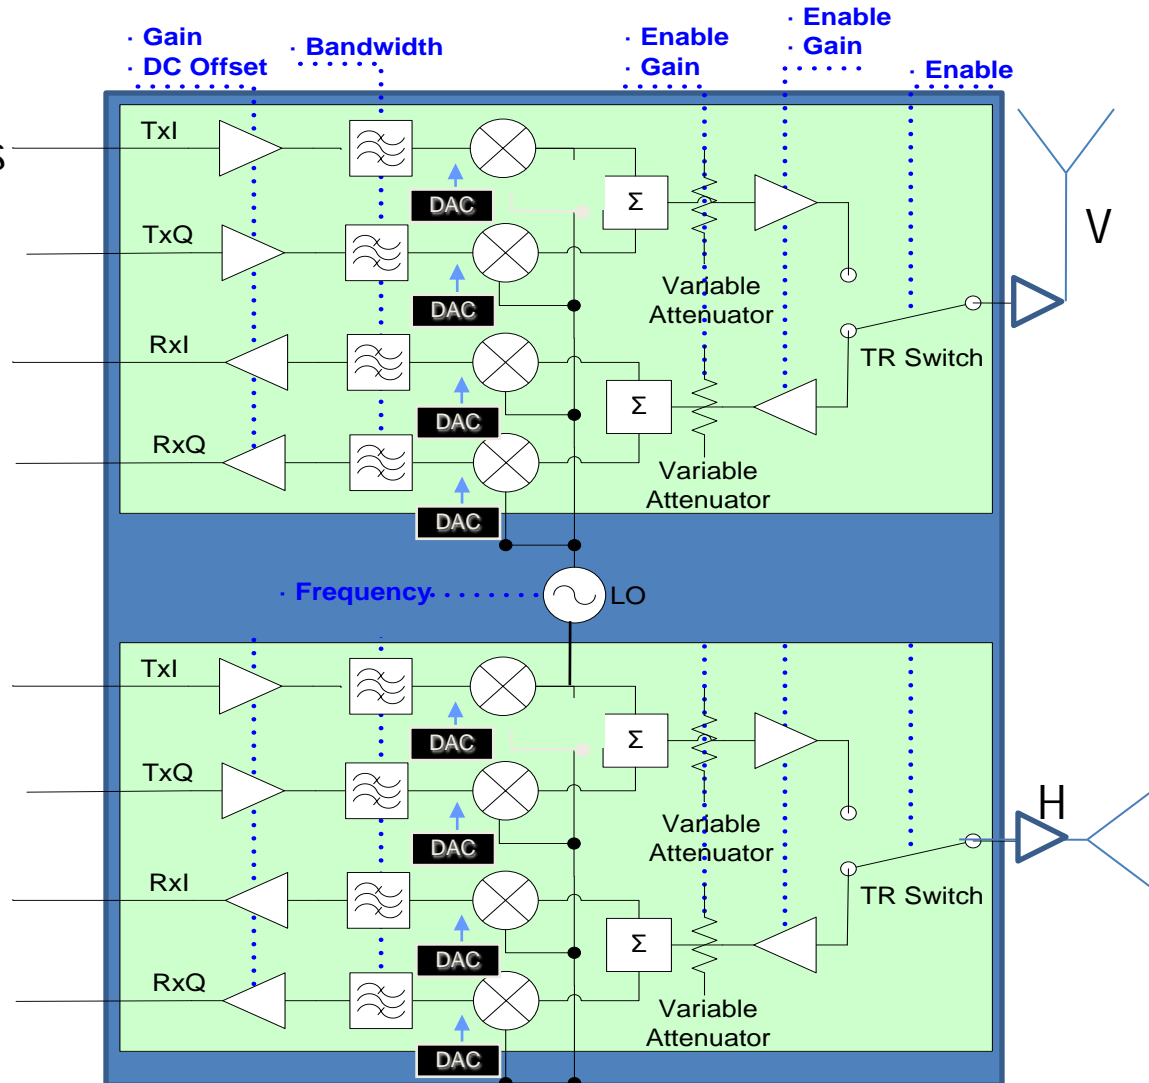 · Gain
· DC Offset
· Bandwidth
· Enable
· Gain
· Enable
· Gain
· Enable
s
TxI
DAC
Σ
V
TxQ
DAC
Variable
Attenuator
RxI
TR Switch
DAC
Σ
RxQ
Variable
Attenuator
DAC
· Frequency
LO
TxI
DAC
Σ
TxQ
H
DAC
Variable
Attenuator
RxI
TR Switch
DAC
Σ
RxQ
Variable
Attenuator
DAC